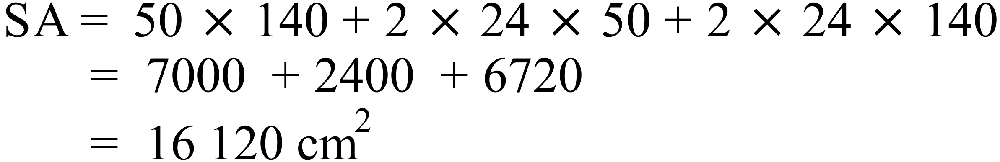 SA = 50 × 140 + 2 × 24 × 50 + 2 × 24 × 140
= 7000 + 2400 + 6720
= 16 120 cm²